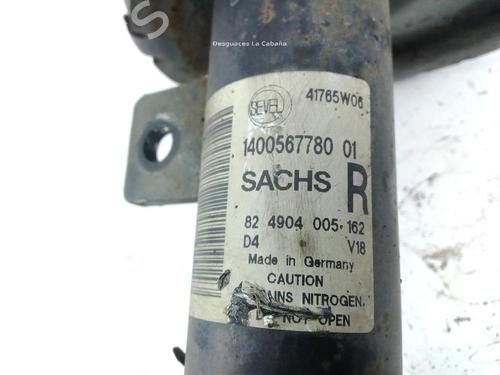 Desguaces La Cabaña
SEVEL
41765W06
1400567780 01
SACHS R
82 4904 005·162
D4 V18
Made in Germany
CAUTION
NITROGEN.
NOT OPEN